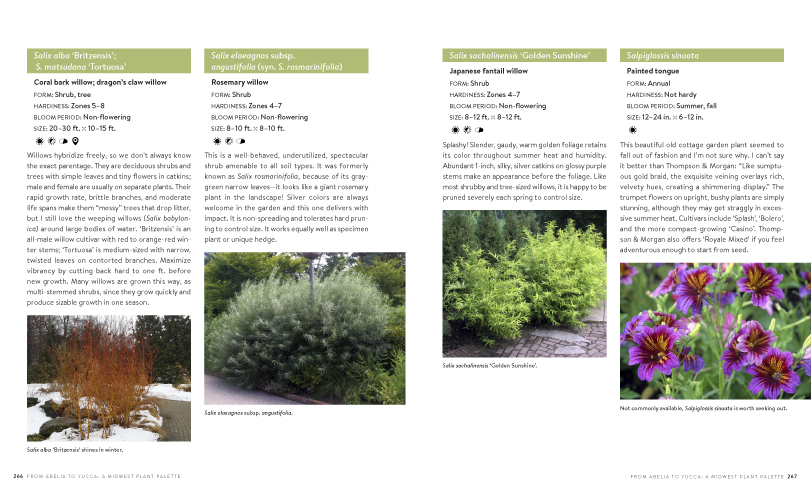 Salix alba ‘Britzensis’;
S. matsudana ‘Tortuosa’
Coral bark willow; dragon’s claw willow
FORM: Shrub, tree
HARDINESS: Zones 5–8
BLOOM PERIOD: Non-flowering
SIZE: 20–30 ft. × 10–15 ft.
Willows hybridize freely, so we don’t always know
the exact parentage. They are deciduous shrubs and
trees with simple leaves and tiny flowers in catkins;
male and female are usually on separate plants. Their
rapid growth rate, brittle branches, and moderate
life spans make them “messy” trees that drop litter,
but I still love the weeping willows (Salix babylon-
ica) around large bodies of water. ‘Britzensis’ is an
all-male willow cultivar with red to orange-red win-
ter stems; ‘Tortuosa’ is medium-sized with narrow,
twisted leaves on contorted branches. Maximize
vibrancy by cutting back hard to one ft. before
new growth. Many willows are grown this way, as
multi-stemmed shrubs, since they grow quickly and
produce sizable growth in one season.
Salix alba ‘Britzensis’ shines in winter.
Salix elaeagnos subsp.
angustifolia (syn. S. rosmarinifolia)
Rosemary willow
FORM: Shrub
HARDINESS: Zones 4–7
BLOOM PERIOD: Non-flowering
SIZE: 8–10 ft. × 8–10 ft.
This is a well-behaved, underutilized, spectacular
shrub amenable to all soil types. It was formerly
known as Salix rosmarinifolia, because of its gray-
green narrow leaves—it looks like a giant rosemary
plant in the landscape! Silver colors are always
welcome in the garden and this one delivers with
impact. It is non-spreading and tolerates hard prun-
ing to control size. It works equally well as specimen
plant or unique hedge.
Salix elaeagnos subsp. angustifolia.
266 FROM ABELIA TO YUCCA: A MIDWEST PLANT PALETTE
Salix sachalinensis ‘Golden Sunshine’
Japanese fantail willow
FORM: Shrub
HARDINESS: Zones 4–7
BLOOM PERIOD: Non-flowering
SIZE: 8–12 ft. × 8–12 ft.
Splashy! Slender, gaudy, warm golden foliage retains
its color throughout summer heat and humidity.
Abundant 1-inch, silky, silver catkins on glossy purple
stems make an appearance before the foliage. Like
most shrubby and tree-sized willows, it is happy to be
pruned severely each spring to control size.
Salix sachalinensis ‘Golden Sunshine’.
Salpiglossis sinuata
Painted tongue
FORM: Annual
HARDINESS: Not hardy
BLOOM PERIOD: Summer, fall
SIZE: 12–24 in. × 6–12 in.
This beautiful old cottage garden plant seemed to
fall out of fashion and I’m not sure why. I can’t say
it better than Thompson & Morgan: “Like sumptu-
ous gold braid, the exquisite veining overlays rich,
velvety hues, creating a shimmering display.” The
trumpet flowers on upright, bushy plants are simply
stunning, although they may get straggly in exces-
sive summer heat. Cultivars include ‘Splash’, ‘Bolero’,
and the more compact-growing ‘Casino’. Thomp-
son & Morgan also offers ‘Royale Mixed’ if you feel
adventurous enough to start from seed.
Not commonly available, Salpiglossis sinuata is worth seeking out.
FROM ABELIA TO YUCCA: A MIDWEST PLANT PALETTE 267